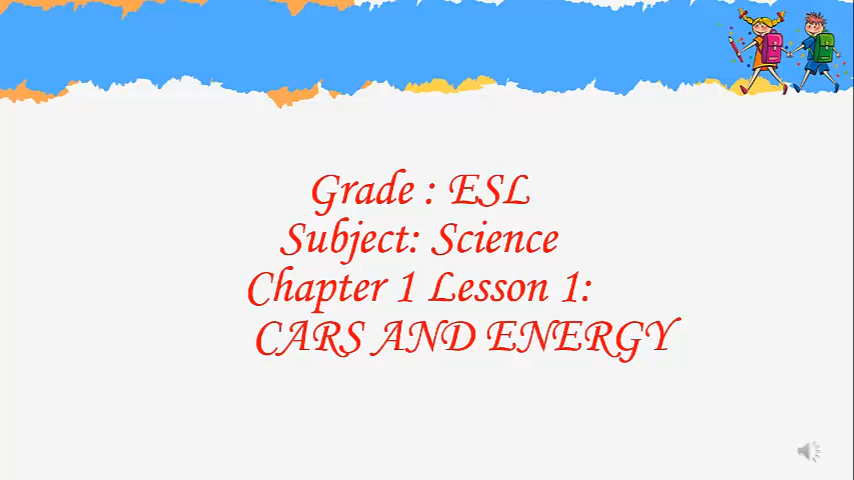 Grade : ESL
Subject: Science
Chapter 1 Lesson 1:
CARS AND ENERGY